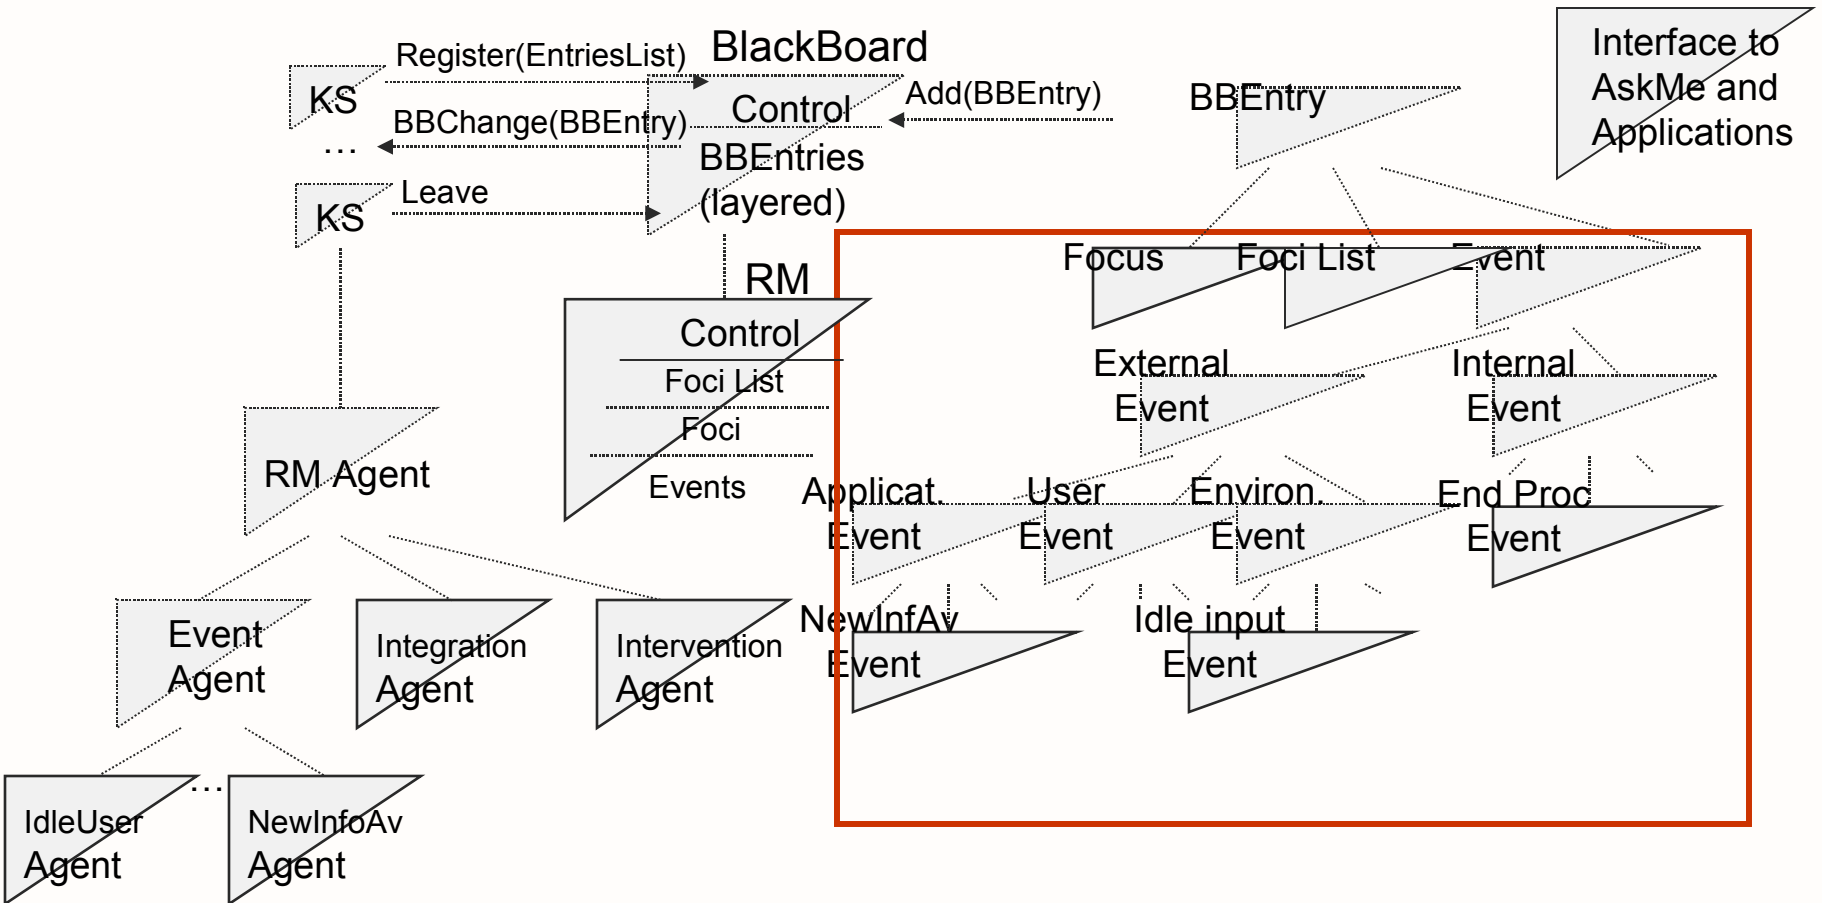 BlackBoard
Register(EntriesList)
KS
Control
Add(BBEntry)
BBChange(BBEntry)
...
BBEntries
(layered)
Leave
KS
BBEntry
Interface to
AskMe and
Applications
RM
Control
Foci List
Foci
Events
Focus
Foci List
Event
External
Event
Internal
Event
Applicat.
Event
User
Event
Environ.
Event
End Proc
Event
NewInfAv
Event
Idle input
Event
RM Agent
Event
Agent
Integration
Agent
Intervention
Agent
IdleUser
Agent
...
NewInfoAv
Agent